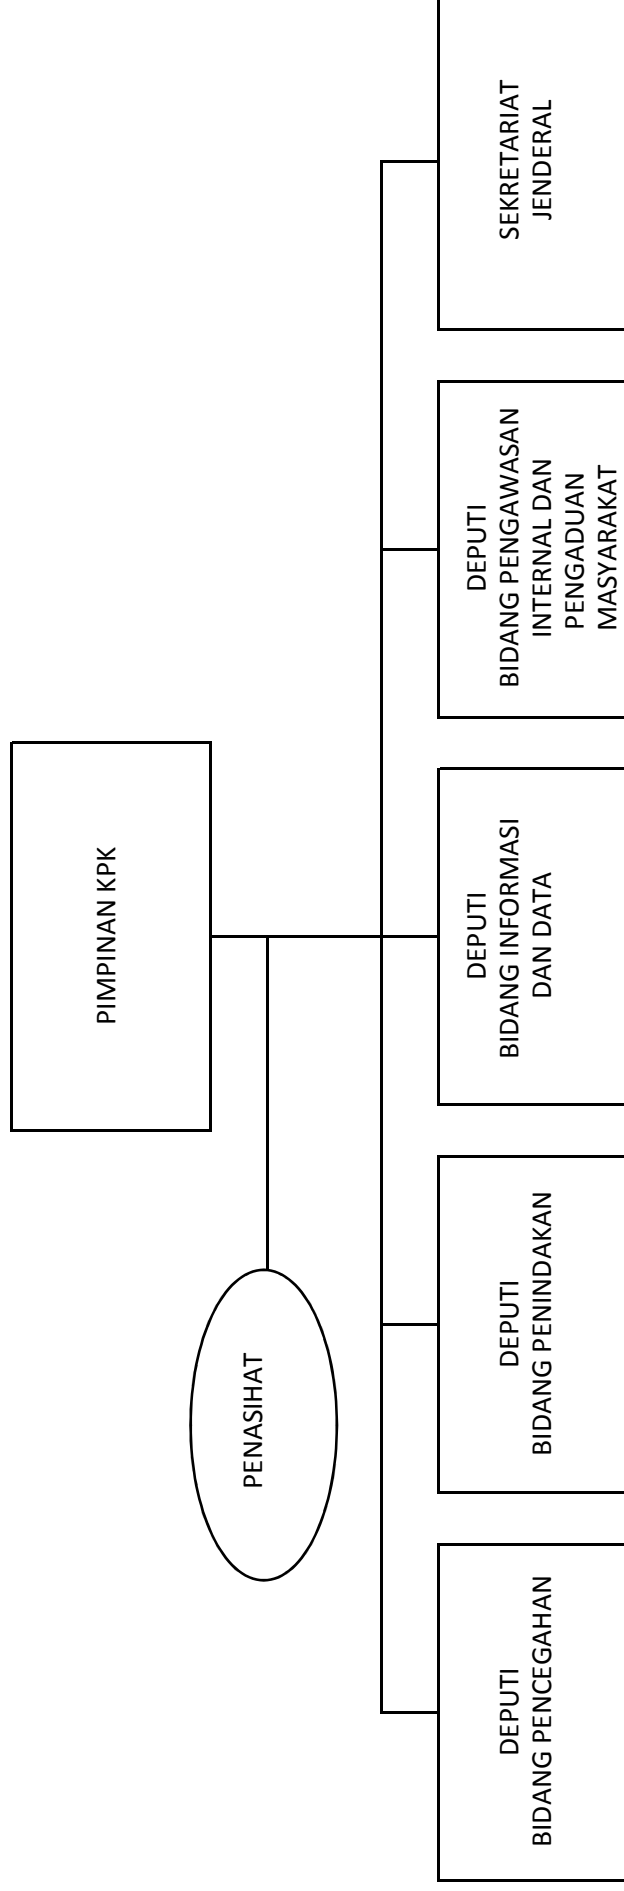 PIMPINAN KPK
PENASIHAT
DEPUTI
BIDANG PENCEGAHAN
DEPUTI
BIDANG PENINDAKAN
DEPUTI
BIDANG INFORMASI
DAN DATA
DEPUTI
BIDANG PENGAWASAN
INTERNAL DAN
PENGADUAN
MASYARAKAT
SEKRETARIAT
JENDERAL